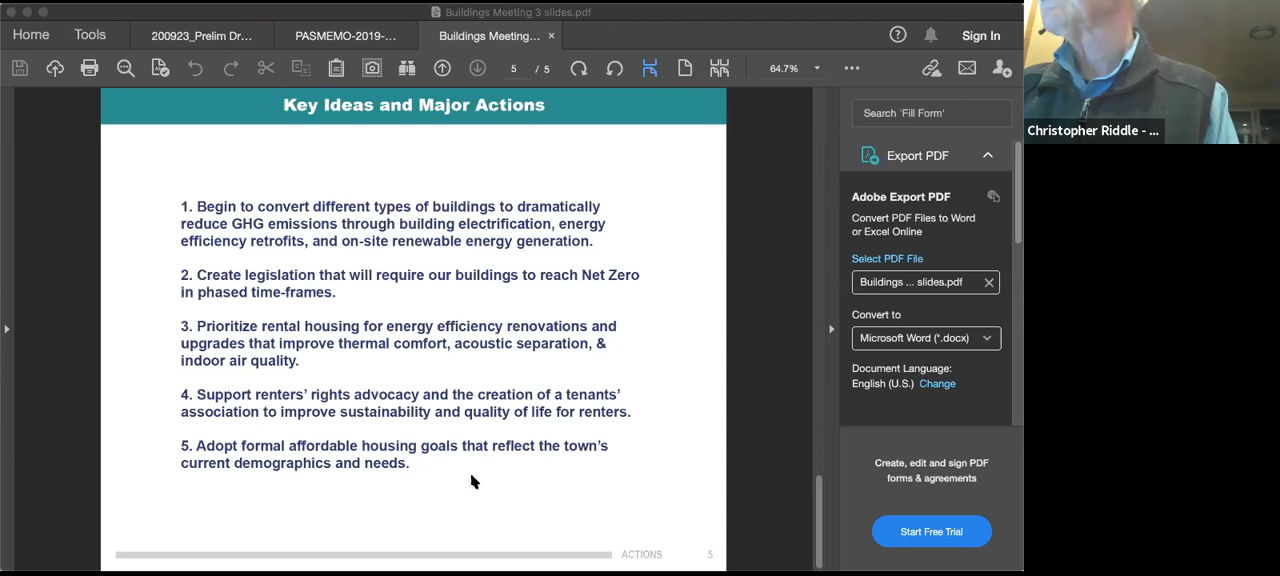 Buildings Meeting 3 slides.pdf
Home Tools 200923_Prelim Dr... PASMEMO-2019-... Buildings Meeting... × Sign In
5 / 5 64.7%
Key Ideas and Major Actions
1. Begin to convert different types of buildings to dramatically
reduce GHG emissions through building electrification, energy
efficiency retrofits, and on-site renewable energy generation.
2. Create legislation that will require our buildings to reach Net Zero
in phased time-frames.
3. Prioritize rental housing for energy efficiency renovations and
upgrades that improve thermal comfort, acoustic separation, &
indoor air quality.
4. Support renters’ rights advocacy and the creation of a tenants’
association to improve sustainability and quality of life for renters.
5. Adopt formal affordable housing goals that reflect the town’s
current demographics and needs.
ACTIONS 5
Search 'Fill Form'
Export PDF
Adobe Export PDF
Convert PDF Files to Word
or Excel Online
Select PDF File
Buildings ... slides.pdf
Convert to
Microsoft Word (*.docx)
Document Language:
English (U.S.) Change
Create, edit and sign PDF
forms & agreements
Start Free Trial
Christopher Riddle - ...